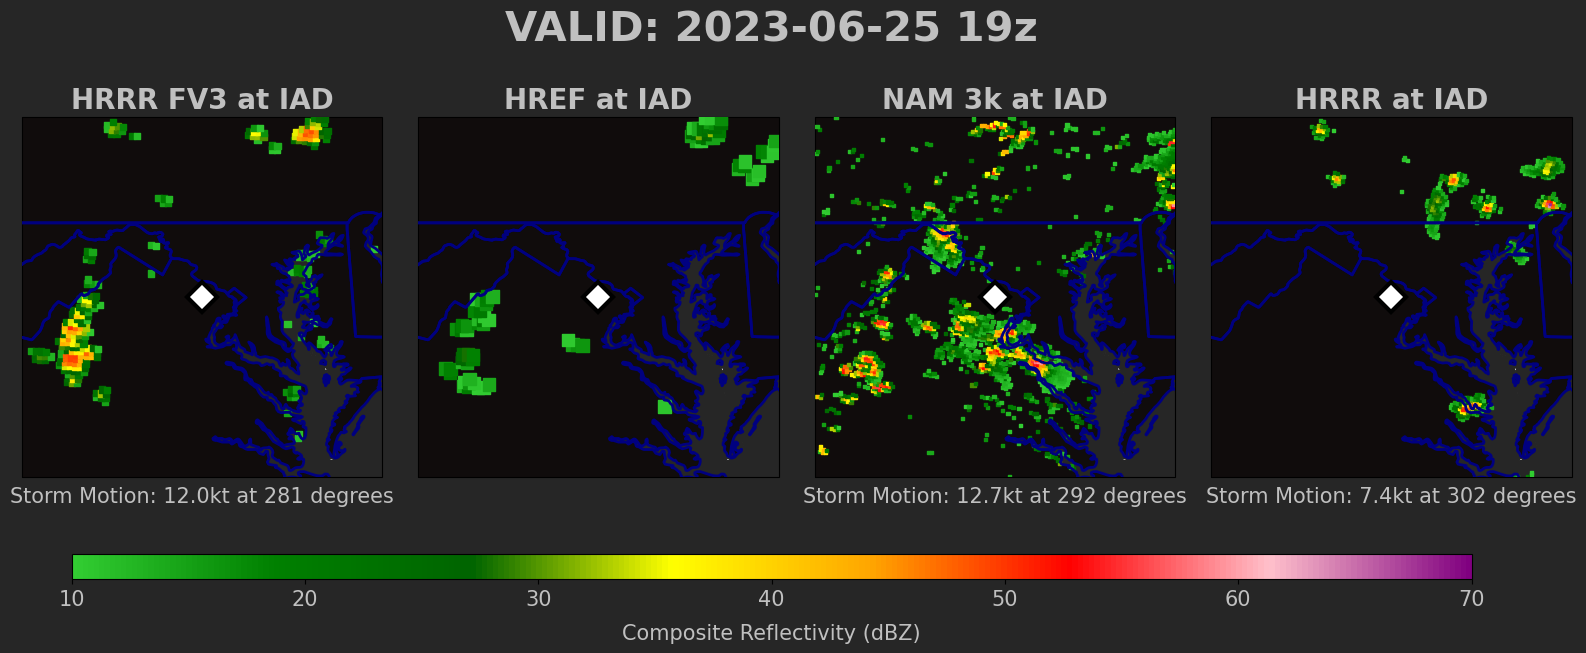 VALID: 2023-06-25 19z
HRRR FV3 at IAD
HREF at IAD
NAM 3k at IAD
HRRR at IAD
Storm Motion: 12.0kt at 281 degrees
Storm Motion: 12.7kt at 292 degrees
Storm Motion: 7.4kt at 302 degrees
10 20 30 40 50 60 70
Composite Reflectivity (dBZ)